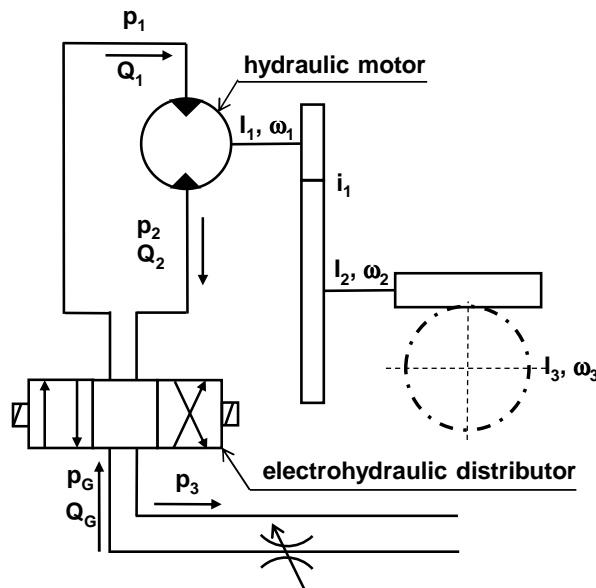 p1
Q1
hydraulic motor
I1, ω1
i1
p2
Q2
I2, ω2
I3, ω3
electrohydraulic distributor
pG
QG
p3